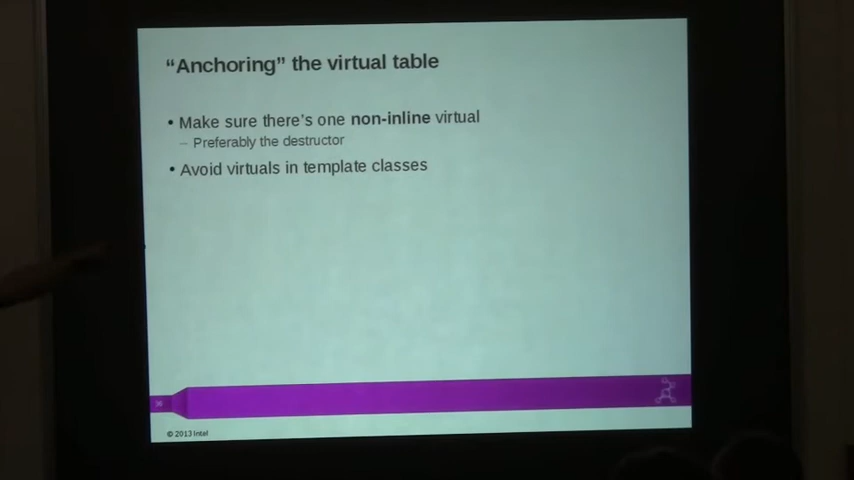 “Anchoring” the virtual table
• Make sure there's one non-inline virtual
– Preferably the destructor
• Avoid virtuals in template classes
© 2013 Intel